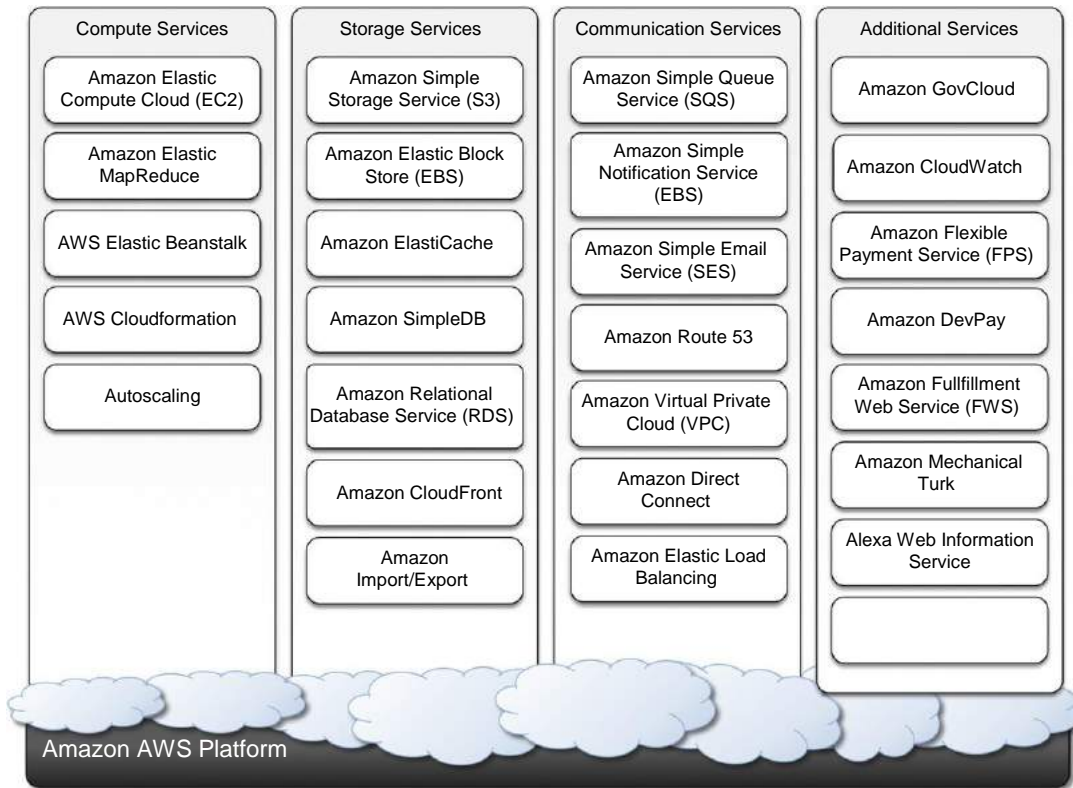 Compute Services
Amazon Elastic
Compute Cloud (EC2)
Amazon Elastic
MapReduce
AWS Elastic Beanstalk
AWS Cloudformation
Autoscaling
Storage Services
Amazon Simple
Storage Service (S3)
Amazon Elastic Block
Store (EBS)
Amazon ElastiCache
Amazon SimpleDB
Amazon Relational
Database Service (RDS)
Amazon CloudFront
Amazon
Import/Export
Communication Services
Amazon Simple Queue
Service (SQS)
Amazon Simple
Notification Service
(EBS)
Amazon Simple Email
Service (SES)
Amazon Route 53
Amazon Virtual Private
Cloud (VPC)
Amazon Direct
Connect
Amazon Elastic Load
Balancing
Additional Services
Amazon GovCloud
Amazon CloudWatch
Amazon Flexible
Payment Service (FPS)
Amazon DevPay
Amazon Fullfillment
Web Service (FWS)
Amazon Mechanical
Turk
Alexa Web Information
Service
Amazon AWS Platform